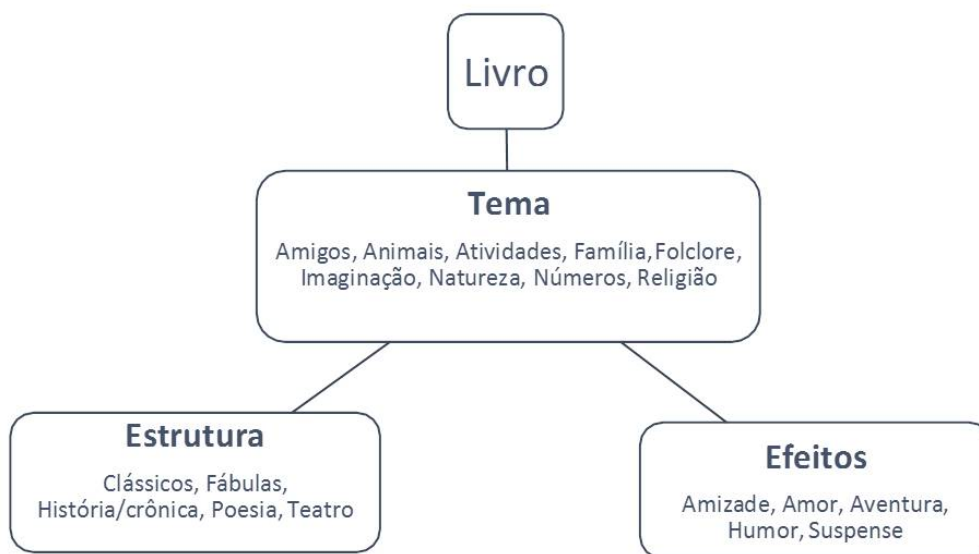 Livro
Tema
Amigos, Animais, Atividades, Família,Folclore,
Imaginação, Natureza, Números, Religião
Estrutura
Clássicos, Fábulas,
História/crônica, Poesia, Teatro
Efeitos
Amizade, Amor, Aventura,
Humor, Suspense